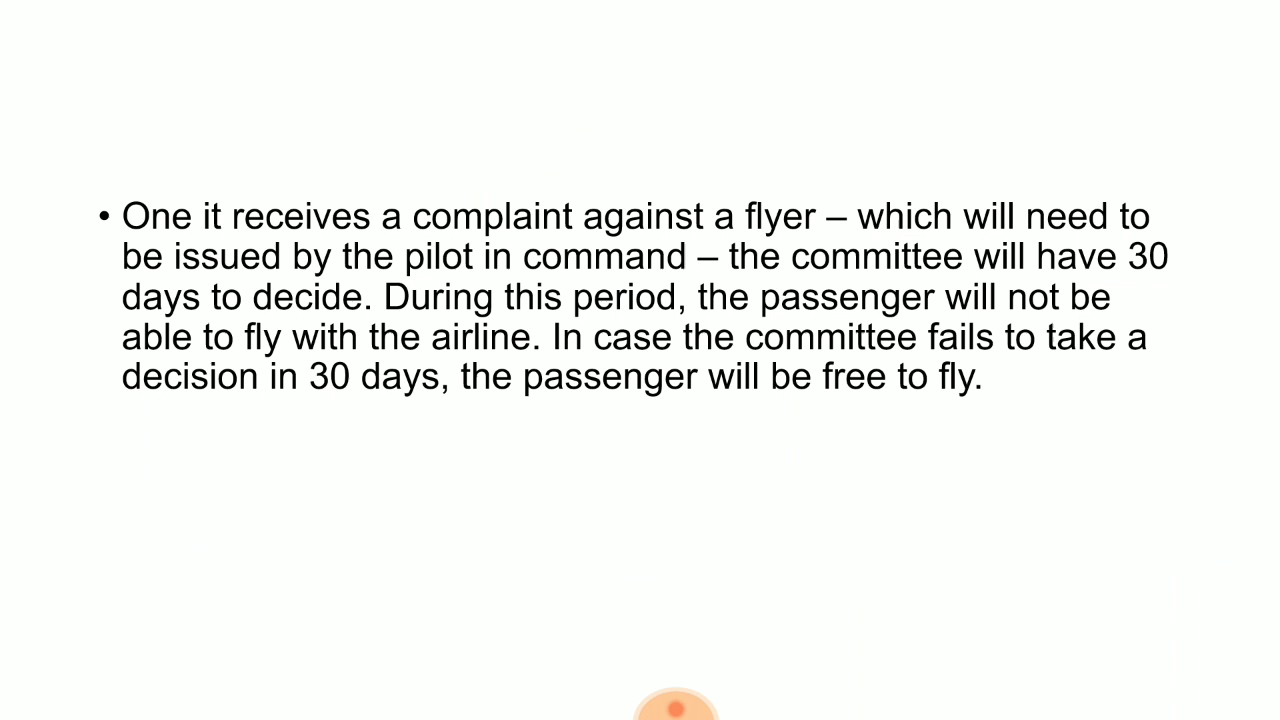 • One it receives a complaint against a flyer – which will need to
be issued by the pilot in command – the committee will have 30
days to decide. During this period, the passenger will not be
able to fly with the airline. In case the committee fails to take a
decision in 30 days, the passenger will be free to fly.